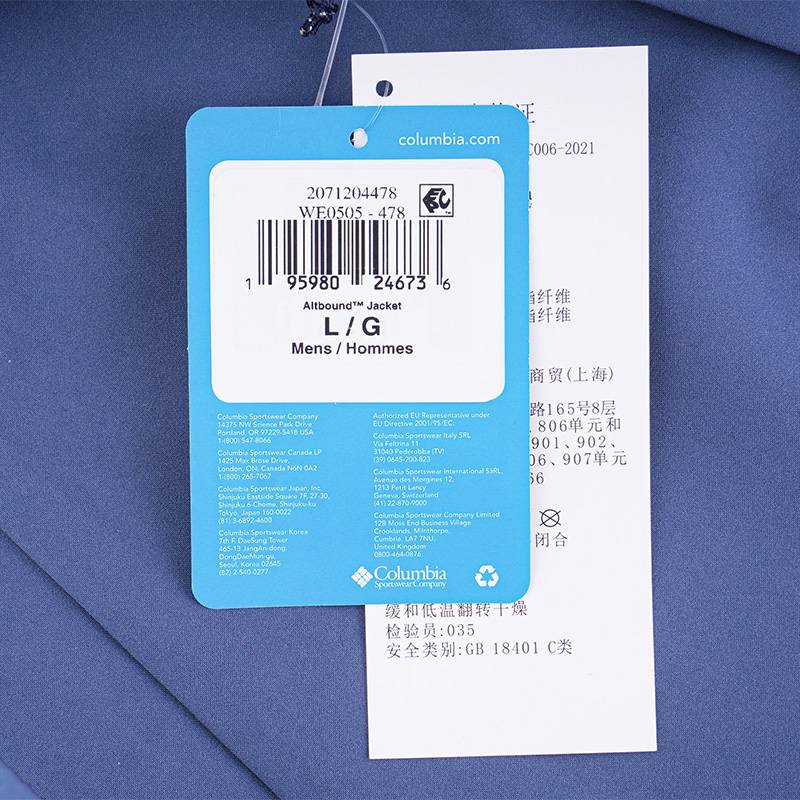 columbia.com
2071204478
WE0505 - 478
1 95980 24673 6
Altbound™ Jacket
L / G
Mens / Hommes
Columbia Sportswear Company
14375 NW Science Park Drive
Portland, OR 97229-5418 USA
1-(800) 547-8066
Columbia Sportswear Canada LP
1425 Max Brose Drive,
London, ON, Canada N6N 0A2
1-(800) 265-7067
Columbia Sportswear Japan, Inc.
Shinjuku Eastside Square 7F, 27-30,
Shinjuku 6-Chome, Shinjuku-ku
Tokyo, Japan 160-0022
(81) 3-6892-4600
Columbia Sportswear Korea
7th F. DaeSung Tower
465-13 JangAn-dong.
DongDaeMun-gu,
Seoul, Korea 02645
(82) 2-540-0277
Authorized EU Representative under
EU Directive 2001/95/EC:
Columbia Sportswear Italy SRL
Via Feltrina 11
31040 Pederobba (TV)
(39) 0645-200-823
Columbia Sportswear International SàRL,
Avenue des Morgines 12,
1213 Petit Lancy
Geneva, Switzerland
(41) 22-870-9000
Columbia Sportswear Company Limited
12B Moss End Business Village
Crooklands, Milnthorpe,
Cumbria, LA7 7NU,
United Kingdom
0800-464-0876
Columbia
Sportswear Company
证
C006-2021
纤维
纤维
商贸(上海)
路165号8层
、806单元和
901、902、
06、907单元
66
闭合
缓和低温翻转干燥
检验员:035
安全类别:GB 18401 C类